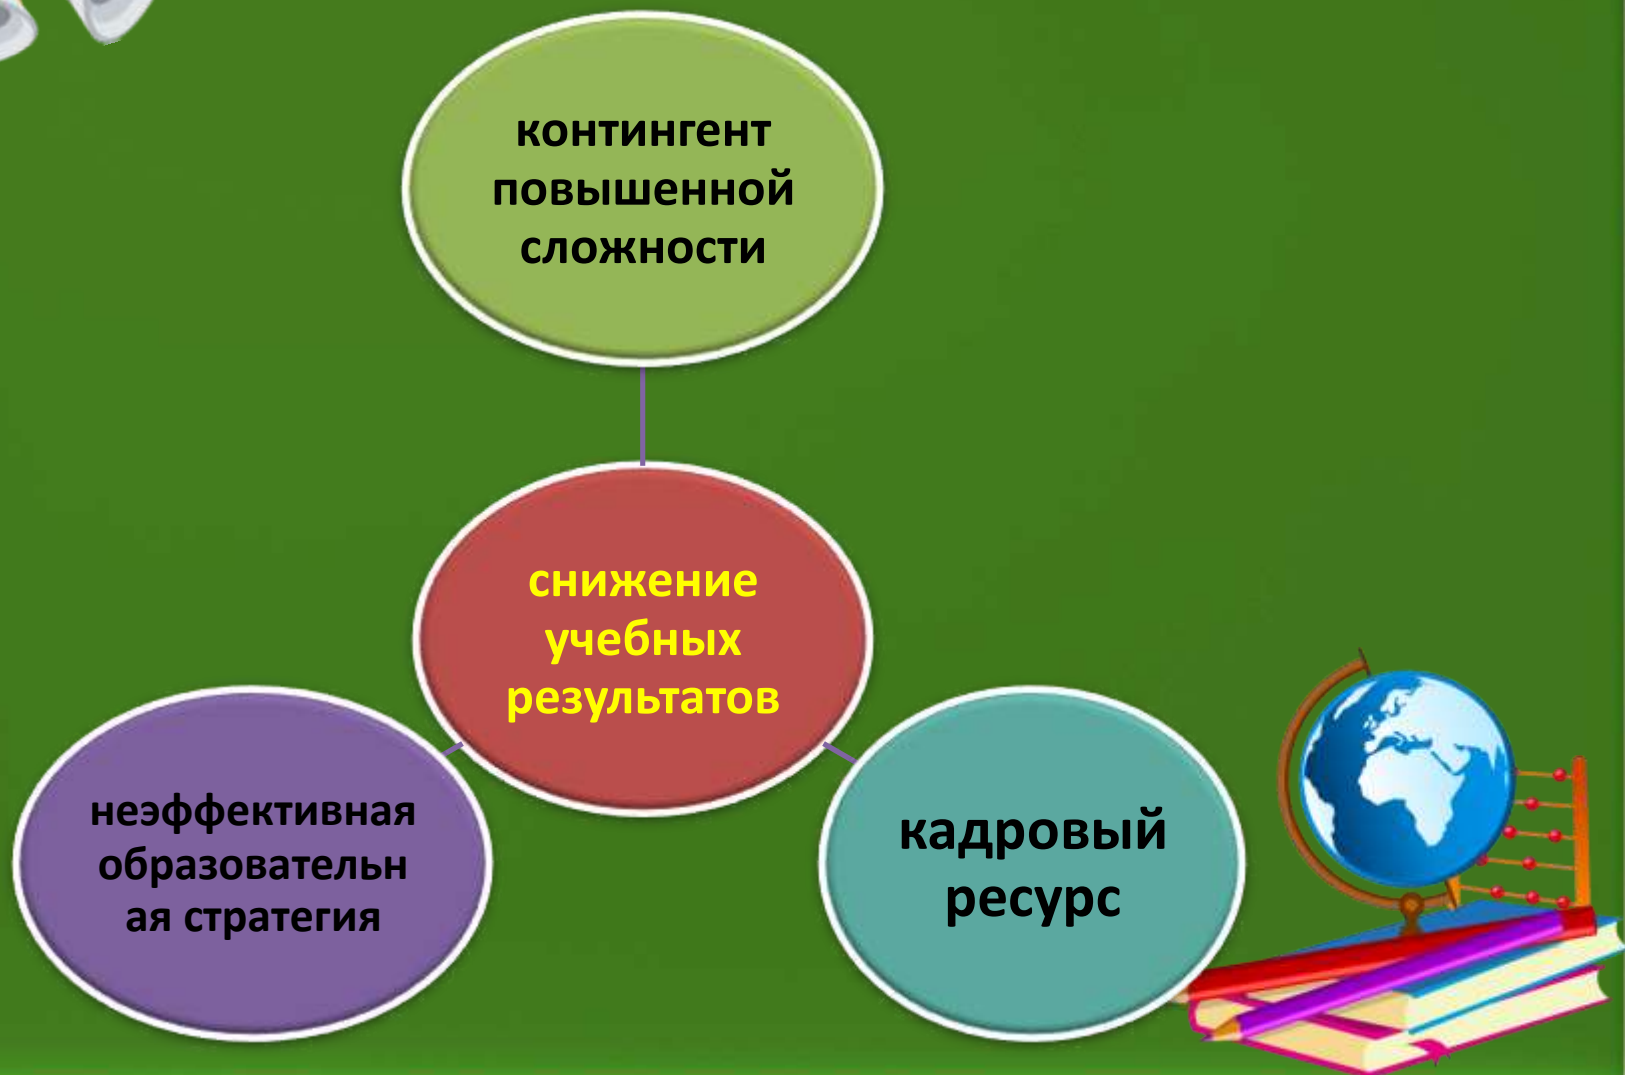 контингент
повышенной
сложности
снижение
учебных
результатов
неэффективная
образовательн
ая стратегия
кадровый
ресурс